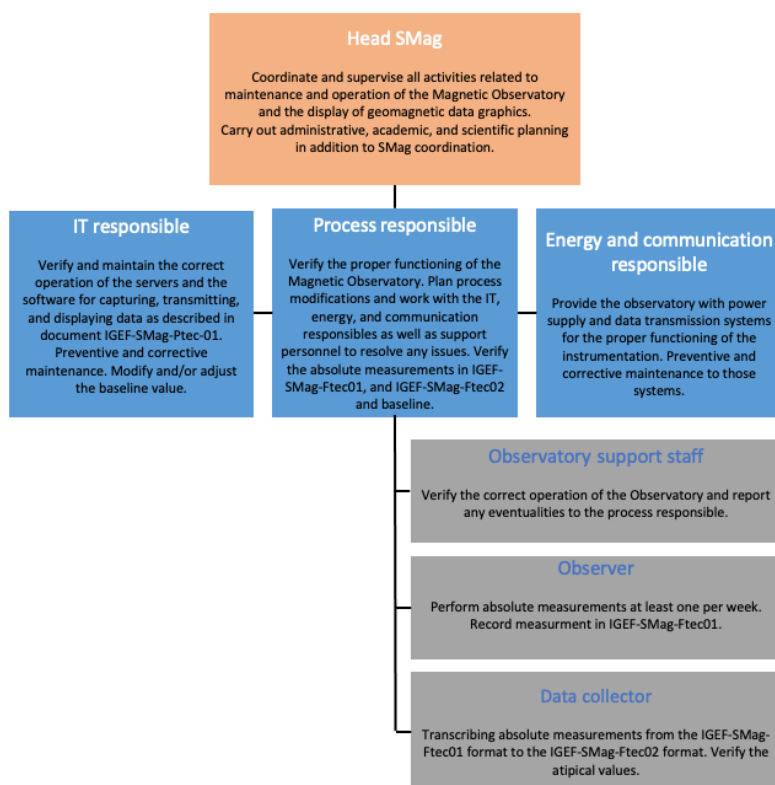 Head SMag
Coordinate and supervise all activities related to
maintenance and operation of the Magnetic Observatory
and the display of geomagnetic data graphics.
Carry out administrative, academic, and scientific planning
in addition to SMag coordination.
IT responsible
Verify and maintain the correct
operation of the servers and the
software for capturing, transmitting,
and displaying data as described in
document IGEF-SMag-Ptec-01.
Preventive and corrective
maintenance. Modify and/or adjust
the baseline value.
Process responsible
Verify the proper functioning of the
Magnetic Observatory. Plan process
modifications and work with the IT,
energy, and communication
responsibles as well as support
personnel to resolve any issues. Verify
the absolute measurements in IGEF-
SMag-Ftec01, and IGEF-SMag-Ftec02
and baseline.
Energy and communication
responsible
Provide the observatory with power
supply and data transmission systems
for the proper functioning of the
instrumentation. Preventive and
corrective maintenance to those
systems.
Observatory support staff
Verify the correct operation of the Observatory and report
any eventualities to the process responsible.
Observer
Perform absolute measurements at least one per week.
Record measurment in IGEF-SMag-Ftec01.
Data collector
Transcribing absolute measurements from the IGEF-SMag-
Ftec01 format to the IGEF-SMag-Ftec02 format. Verify the
atipical values.